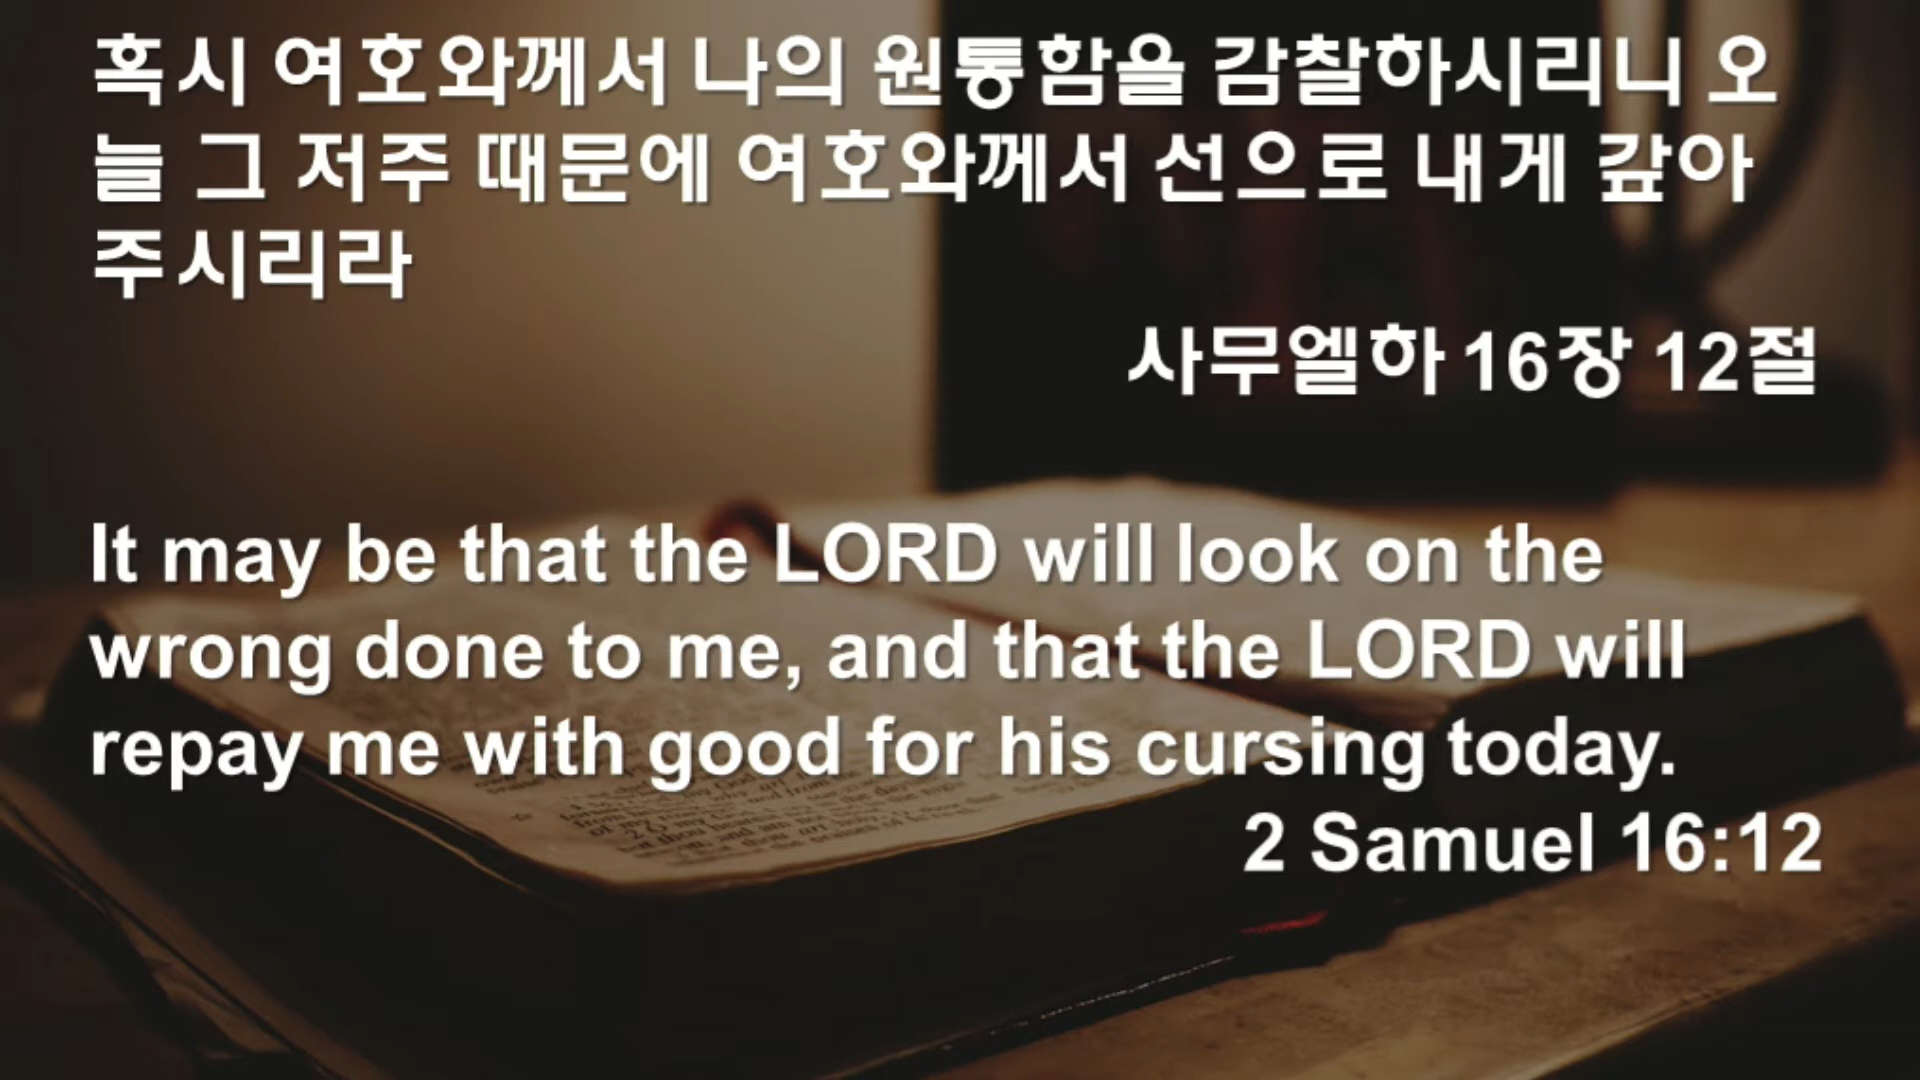 혹시 여호와께서 나의 원통함을 감찰하시리니 오
늘 그 저주 때문에 여호와께서 선으로 내게 갚아
주시리라
사무엘하 16장 12절
It may be that the LORD will look on the
wrong done to me, and that the LORD will
repay me with good for his cursing today.
2 Samuel 16:12